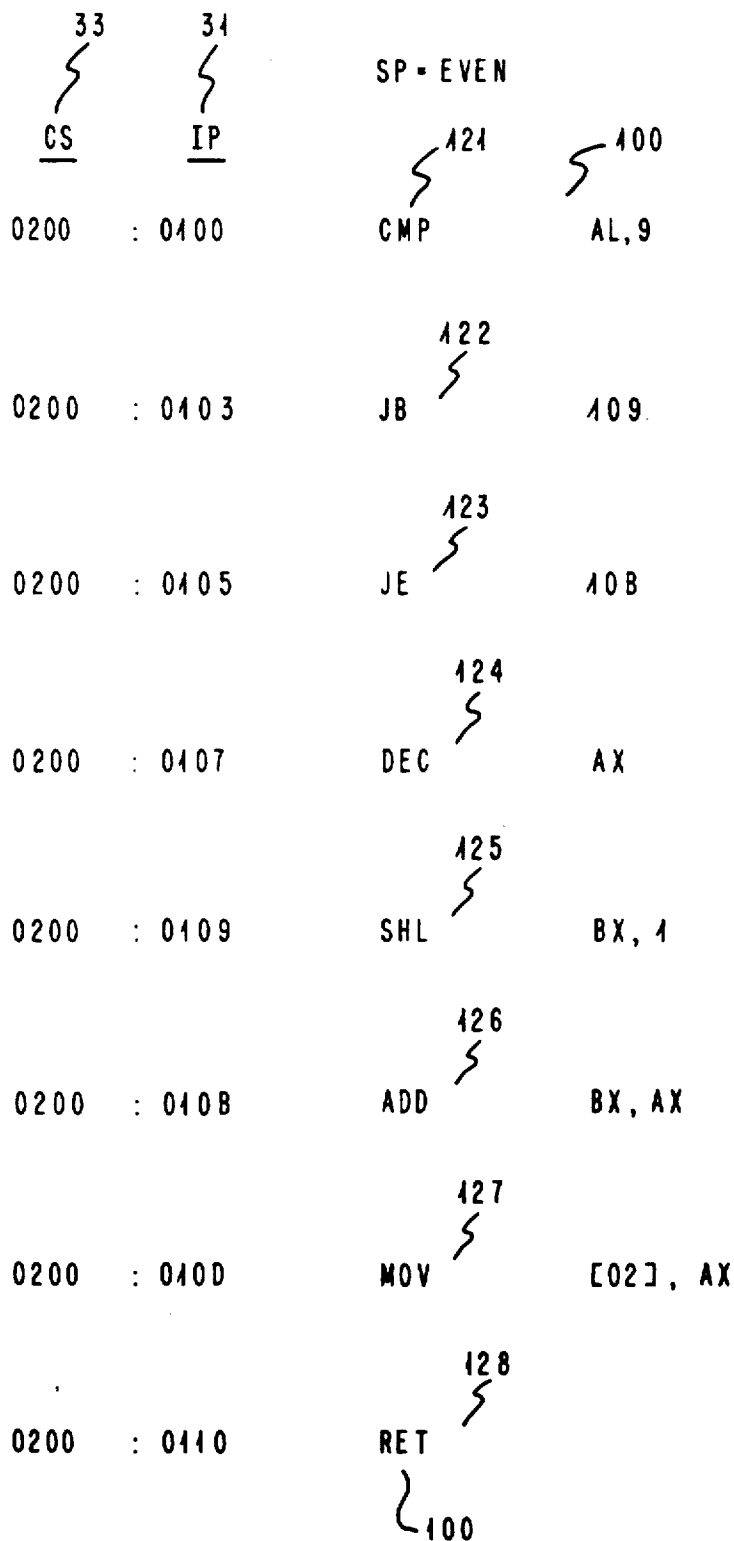 33 31
SP = EVEN
CS IP
121 100
0200 : 0100 CMP AL, 9
122
0200 : 0103 JB 109
123
0200 : 0105 JE 10B
124
0200 : 0107 DEC AX
125
0200 : 0109 SHL BX, 1
126
0200 : 010B ADD BX, AX
127
0200 : 010D MOV [02], AX
128
0200 : 0110 RET
100